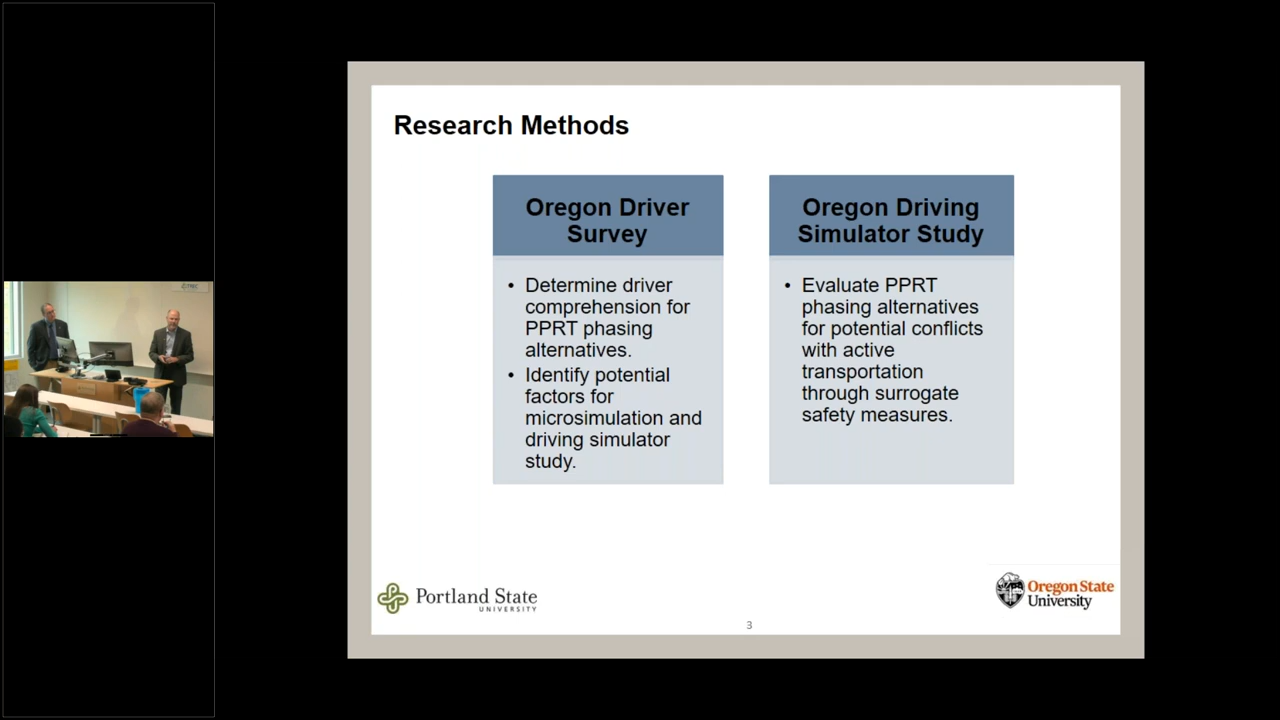 Research Methods
Oregon Driver
Survey
• Determine driver
comprehension for
PPRT phasing
alternatives.
• Identify potential
factors for
microsimulation and
driving simulator
study.
Oregon Driving
Simulator Study
• Evaluate PPRT
phasing alternatives
for potential conflicts
with active
transportation
through surrogate
safety measures.
Portland State
UNIVERSITY
Oregon State
University
3